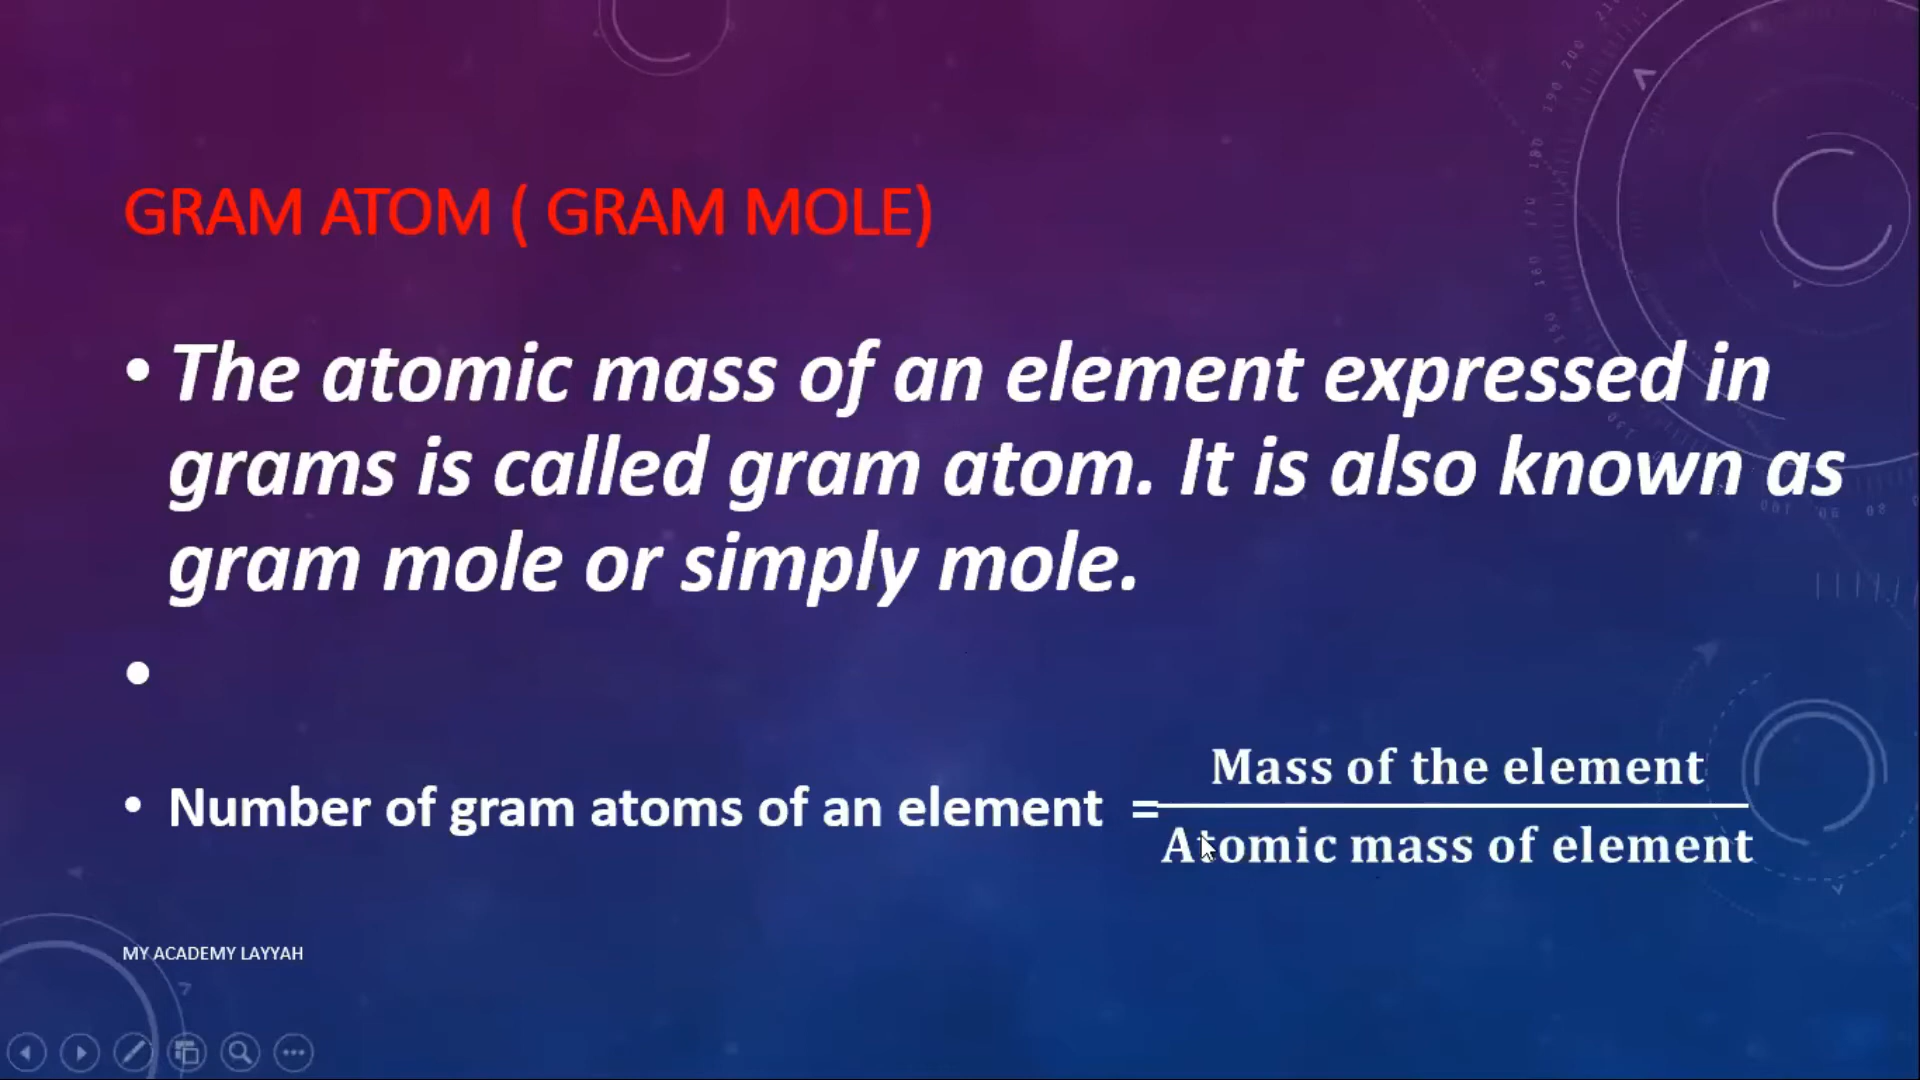 GRAM ATOM ( GRAM MOLE)
• The atomic mass of an element expressed in
grams is called gram atom. It is also known as
gram mole or simply mole.
•
• Number of gram atoms of an element = Mass of the element
Atomic mass of element
MY ACADEMY LAYYAH